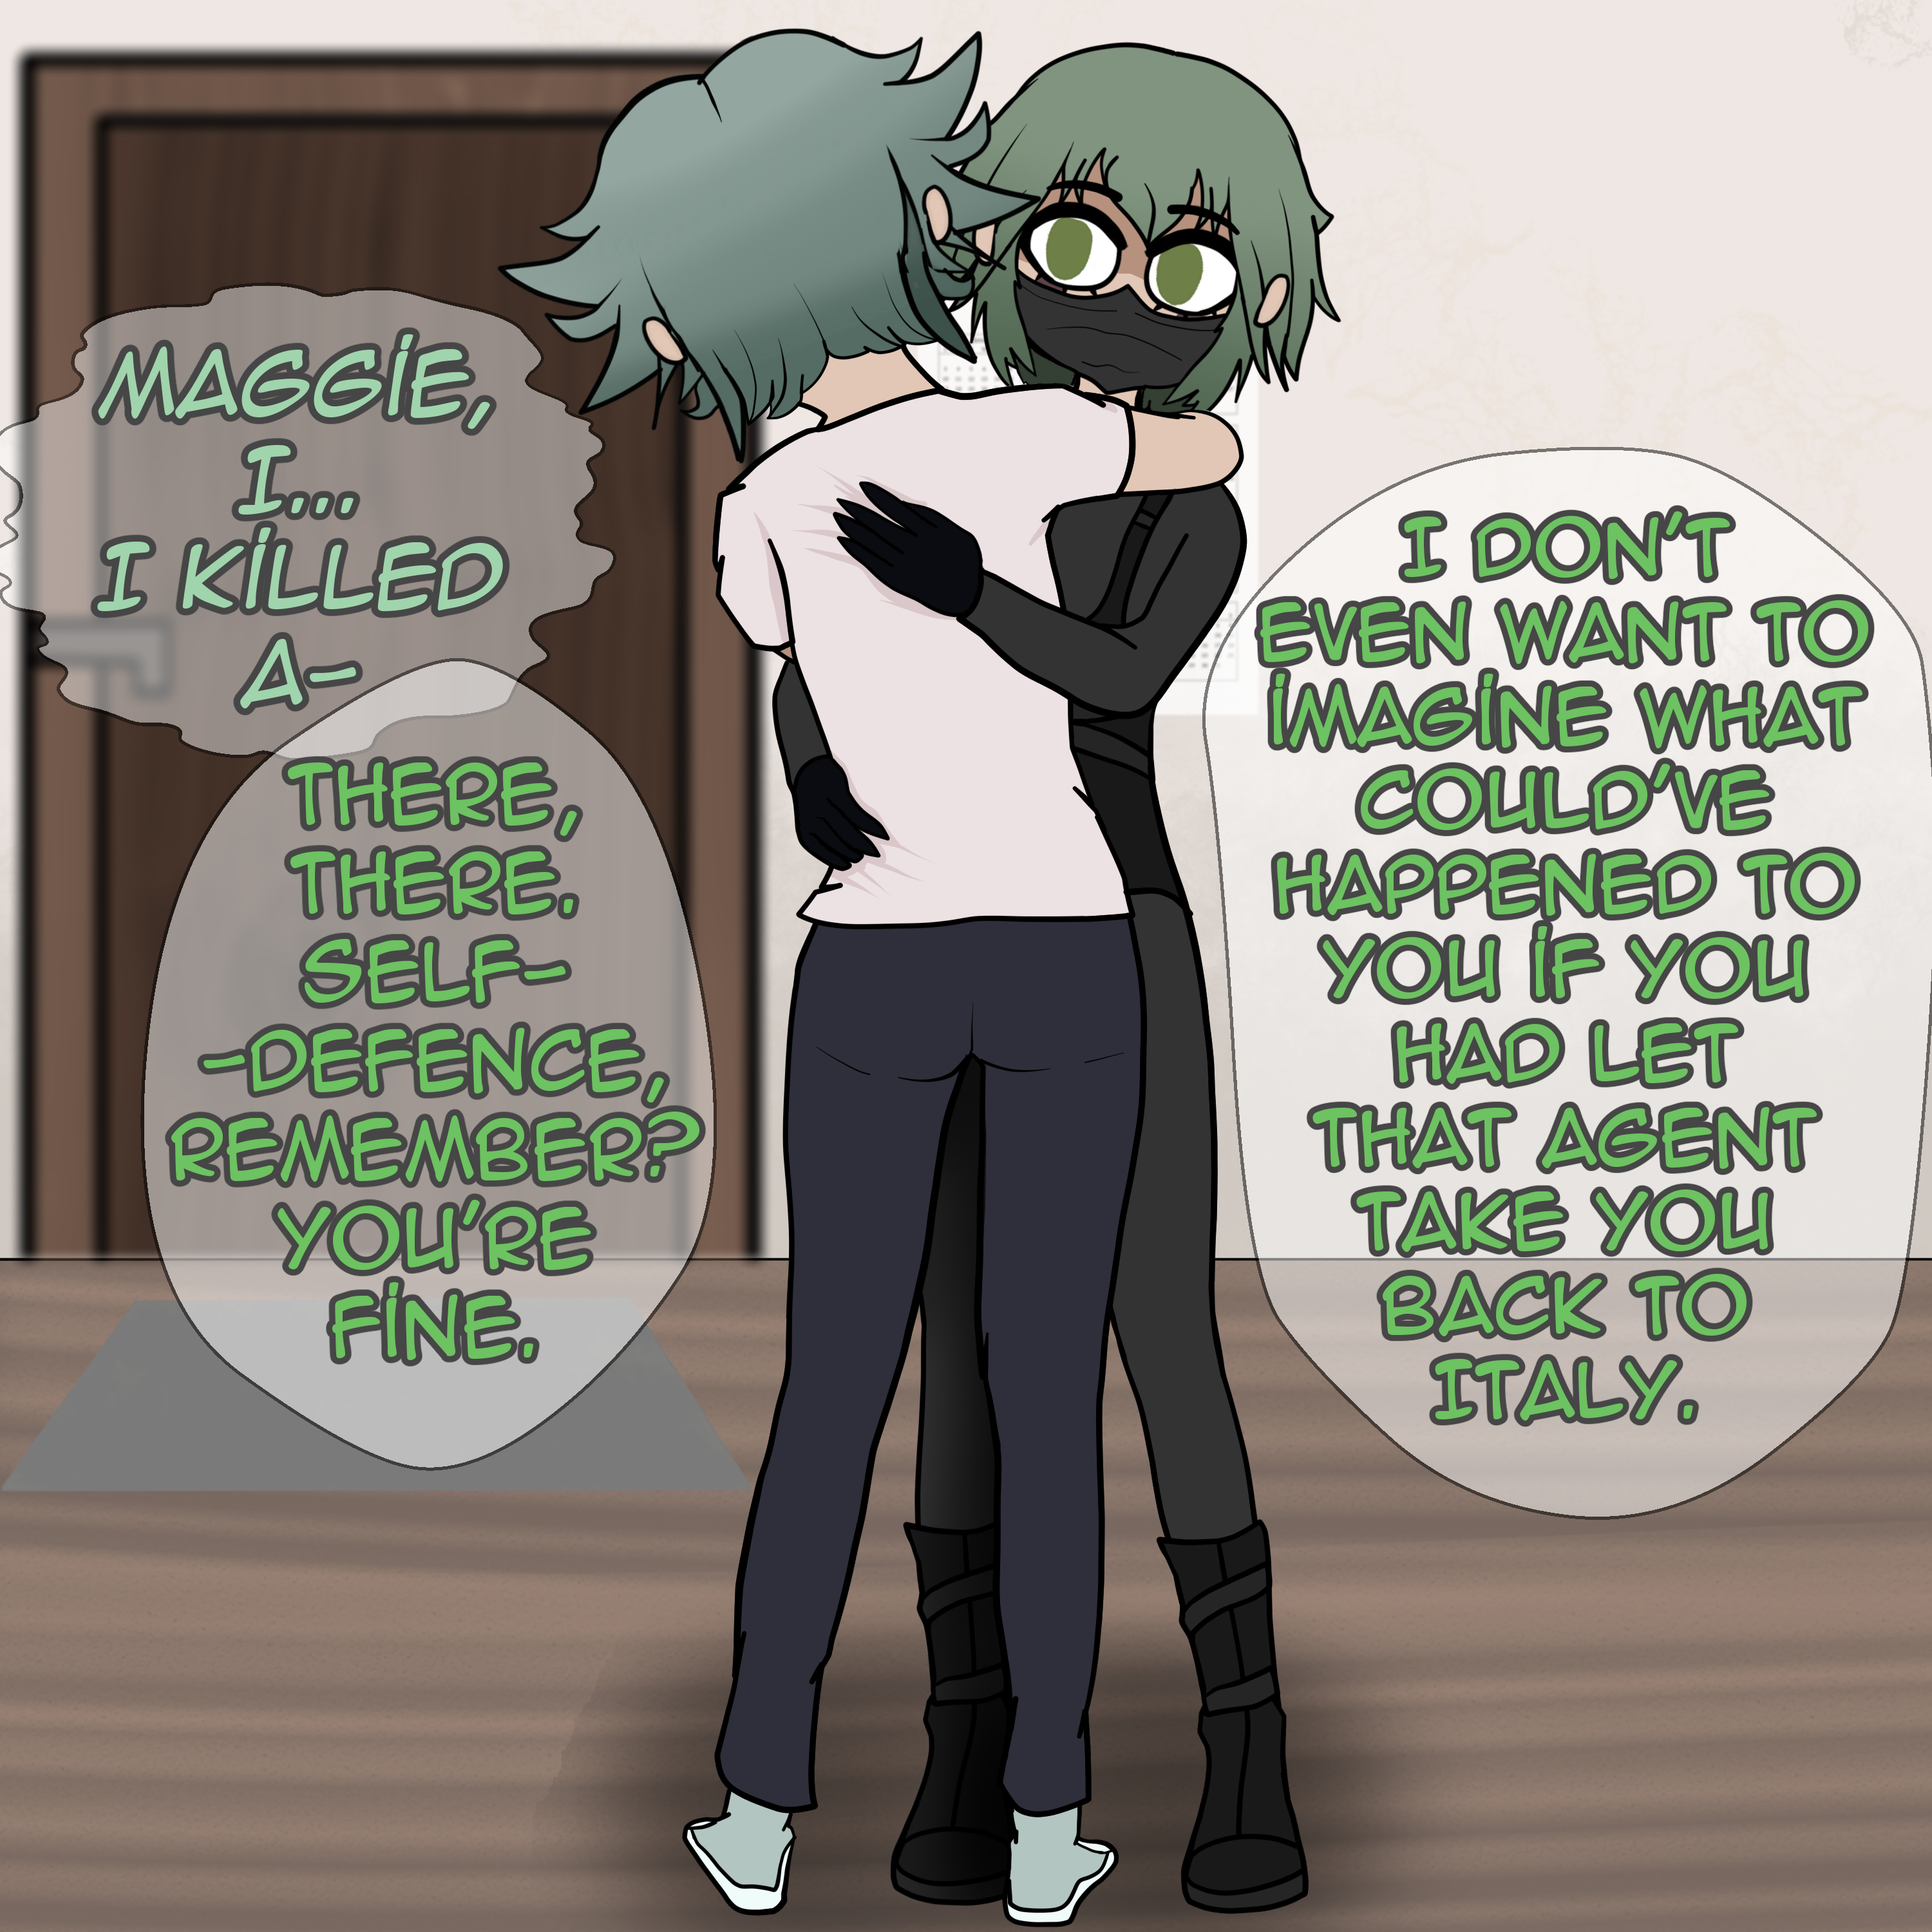 MAGGIE,
I...
I KILLED
A-
THERE,
THERE.
SELF-
-DEFENCE,
REMEMBER?
YOU'RE
FINE.
I DON'T
EVEN WANT TO
IMAGINE WHAT
COULD'VE
HAPPENED TO
YOU IF YOU
HAD LET
THAT AGENT
TAKE YOU
BACK TO
ITALY.